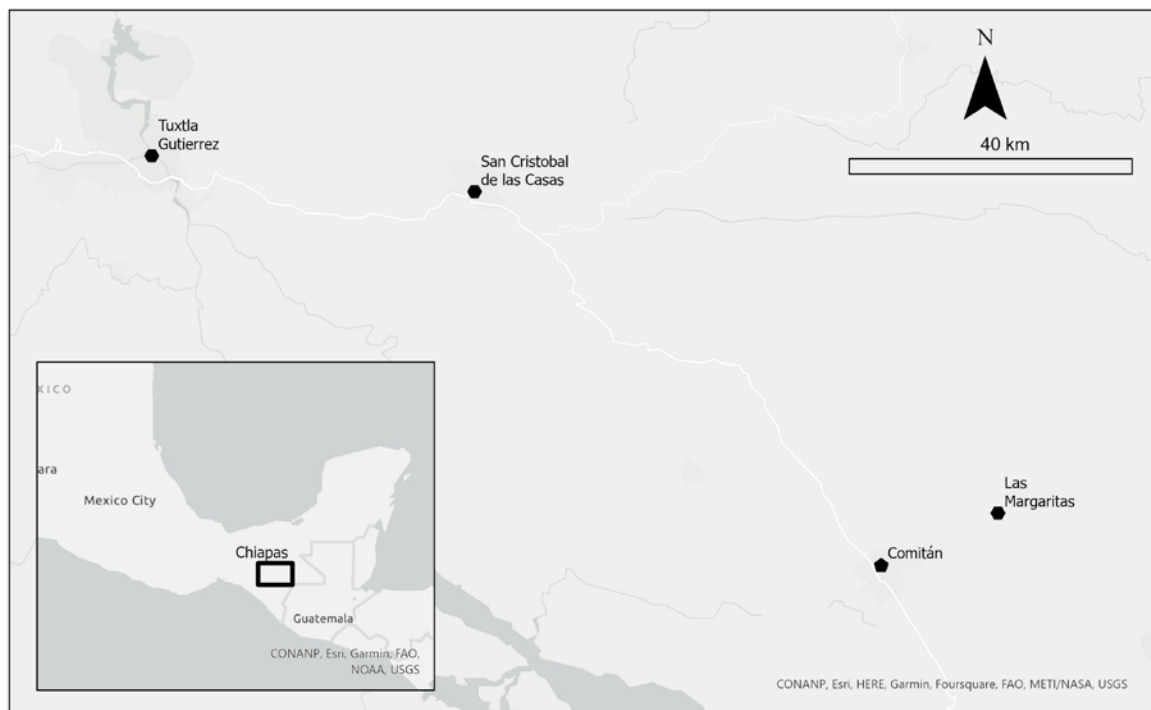 N
40 km
Tuxtla
Gutierrez
San Cristobal
de las Casas
Las
Margaritas
Comitán
XICO
ara
Mexico City
Chiapas
Guatemala
CONANP, Esri, Garmin, FAO,
NOAA, USGS
CONANP, Esri, HERE, Garmin, Foursquare, FAO, METI/NASA, USGS